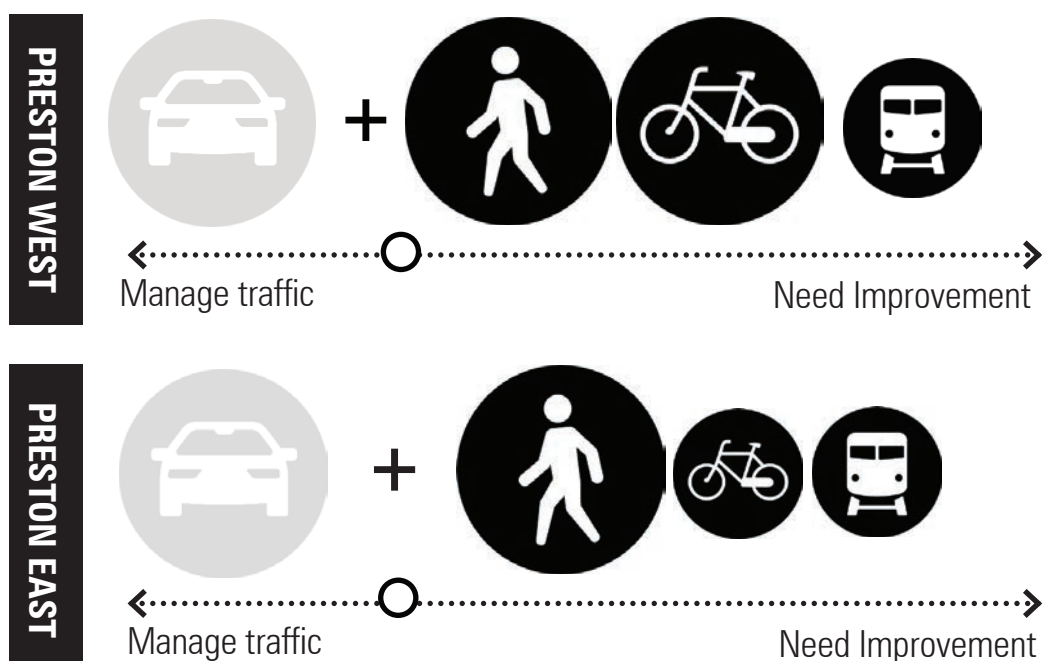 PRESTON WEST
+
Manage traffic
Need Improvement
PRESTON EAST
+
Manage traffic
Need Improvement